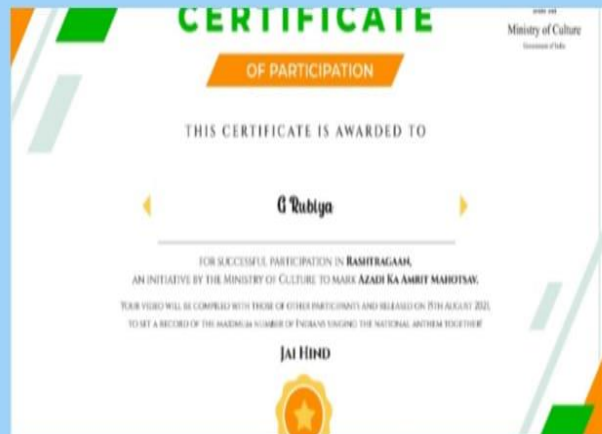 CERTIFICATE
Ministry of Culture
Government of India
OF PARTICIPATION
THIS CERTIFICATE IS AWARDED TO
G Rubiya
FOR SUCCESSFUL PARTICIPATION IN RASHTRAGAAN,
AN INITIATIVE BY THE MINISTRY OF CULTURE TO MARK AZADI KA AMRIT MAHOTSAV.
YOUR VIDEO WILL BE COMPILED WITH THOSE OF OTHER PARTICIPANTS AND RELEASED ON 15TH AUGUST 2021,
TO SET A RECORD OF THE MAXIMUM NUMBER OF INDIANS SINGING THE NATIONAL ANTHEM TOGETHER!
JAI HIND